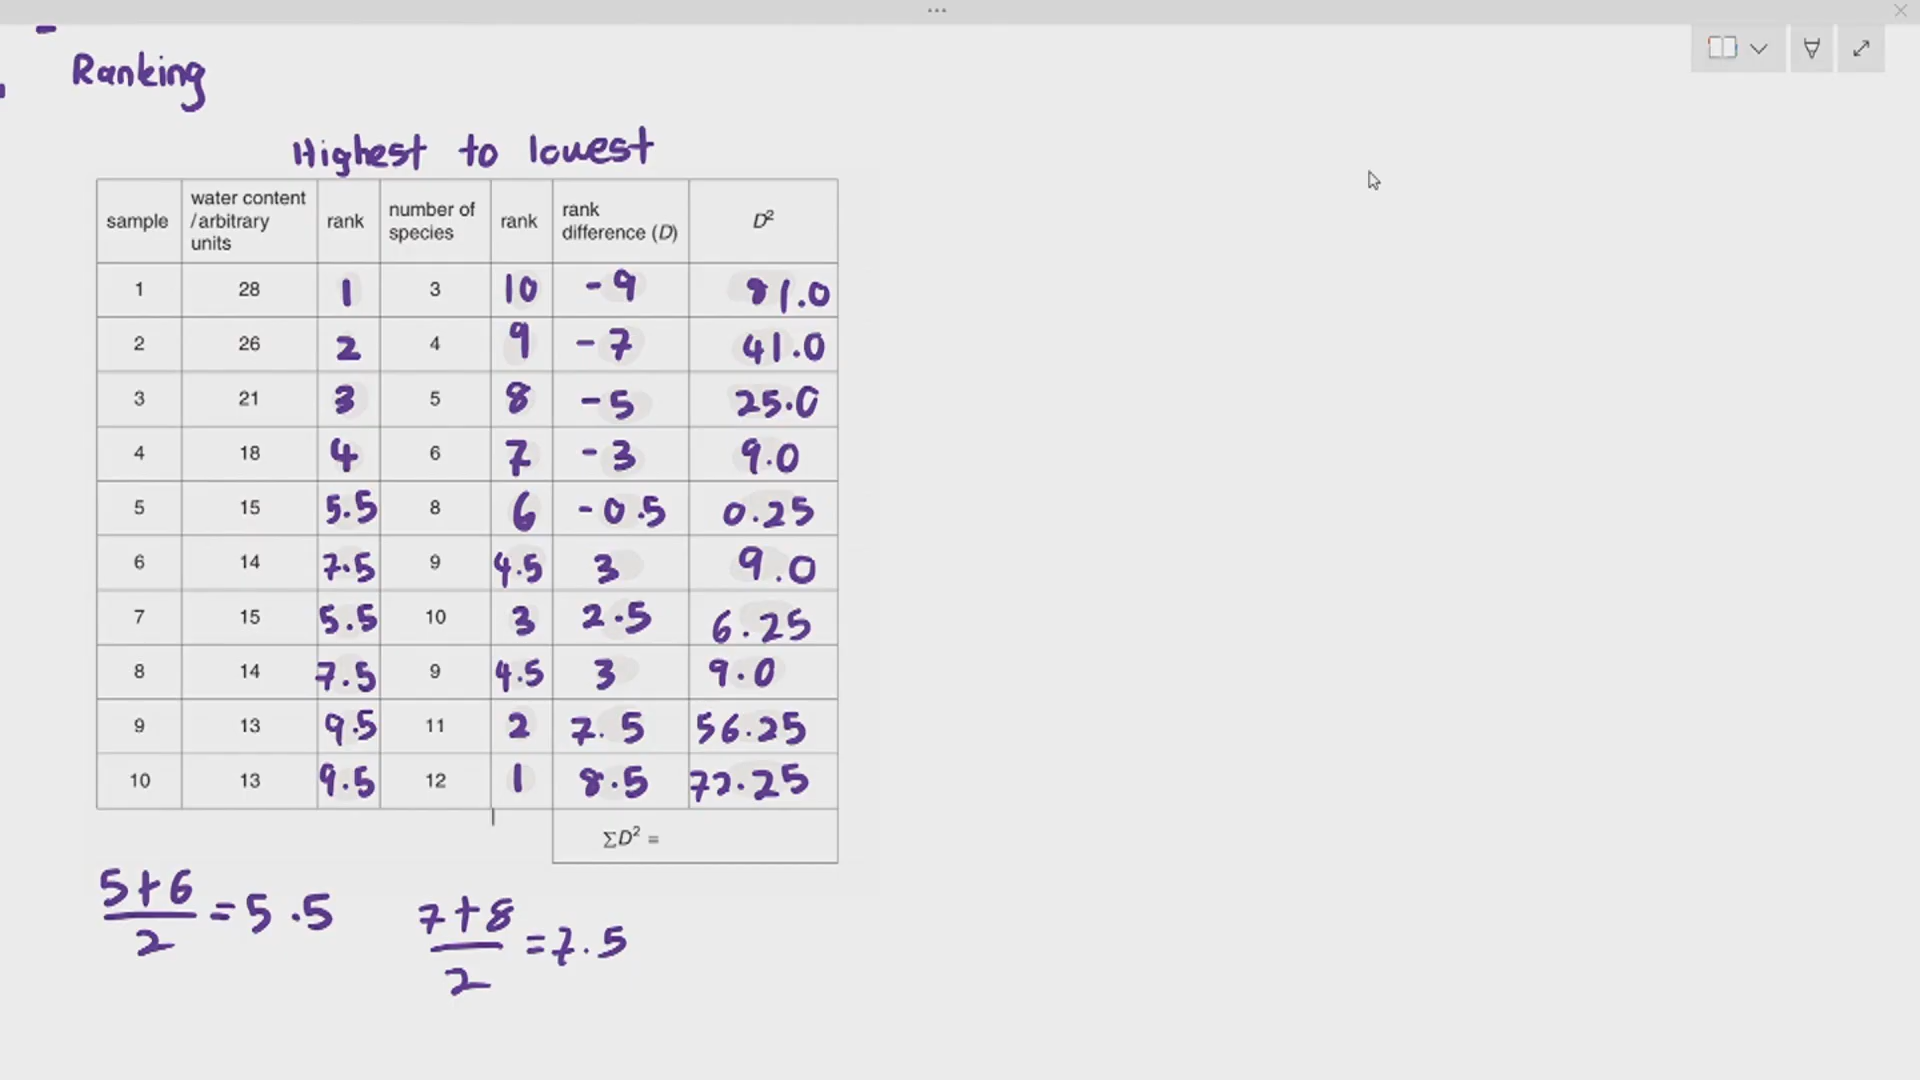 Ranking
Highest to lowest
sample water content /arbitrary units rank number of species rank rank difference (D) D²
1 28 1 3 10 -9 81.0
2 26 2 4 9 -7 41.0
3 21 3 5 8 -5 25.0
4 18 4 6 7 -3 9.0
5 15 5.5 8 6 -0.5 0.25
6 14 7.5 9 4.5 3 9.0
7 15 5.5 10 3 2.5 6.25
8 14 7.5 9 4.5 3 9.0
9 13 9.5 11 2 7.5 56.25
10 13 9.5 12 1 8.5 72.25
∑D² =
5+6/2 = 5.5
7+8/2 = 7.5